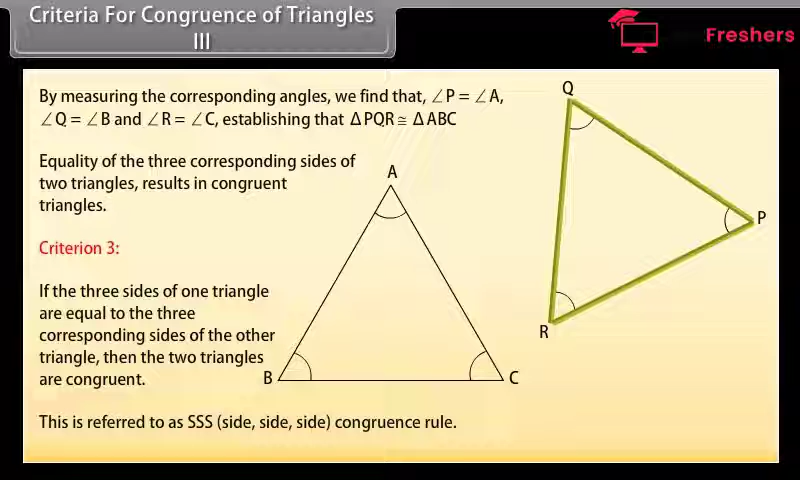 Criteria For Congruence of Triangles
III
Freshers
By measuring the corresponding angles, we find that, ∠P = ∠A,
∠Q = ∠B and ∠R = ∠C, establishing that ΔPQR ≅ ΔABC
Equality of the three corresponding sides of
two triangles, results in congruent
triangles.
Criterion 3:
If the three sides of one triangle
are equal to the three
corresponding sides of the other
triangle, then the two triangles
are congruent.
This is referred to as SSS (side, side, side) congruence rule.
A
B
C
Q
P
R